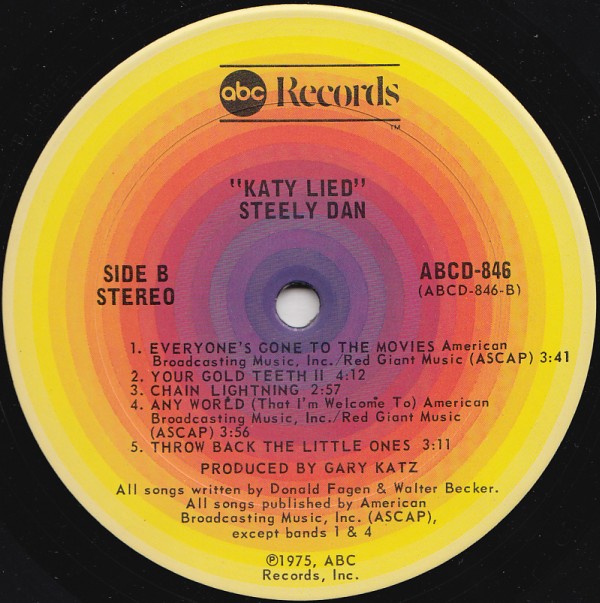 abc Records
TM
"KATY LIED"
STEELY DAN
SIDE B
STEREO
ABCD-846
(ABCD-846-B)
1. EVERYONE'S GONE TO THE MOVIES American
Broadcasting Music, Inc./Red Giant Music (ASCAP) 3:41
2. YOUR GOLD TEETH II 4:12
3. CHAIN LIGHTNING 2:57
4. ANY WORLD (That I'm Welcome To) American
Broadcasting Music, Inc./Red Giant Music
(ASCAP) 3:56
5. THROW BACK THE LITTLE ONES 3:11
PRODUCED BY GARY KATZ
All songs written by Donald Fagen & Walter Becker.
All songs published by American
Broadcasting Music, Inc. (ASCAP),
except bands 1 & 4
℗1975, ABC
Records, Inc.